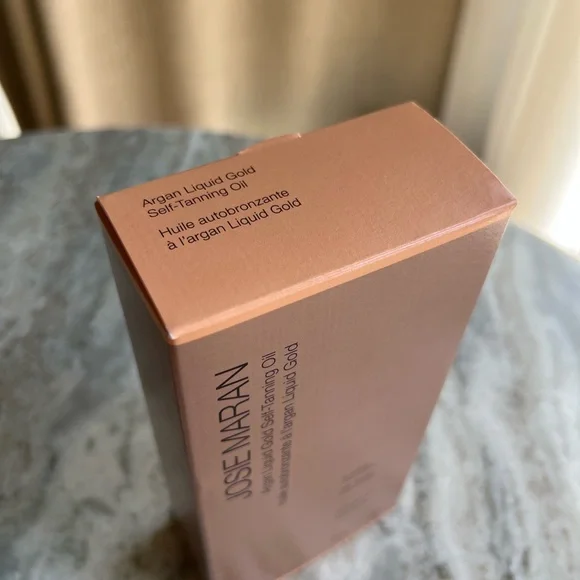 Argan Liquid Gold
Self-Tanning Oil
Huile autobronzante
à l'argan Liquid Gold
JOSIE MARAN
Argan Liquid Gold Self-Tanning Oil
Huile autobronzante à l'argan Liquid Gold